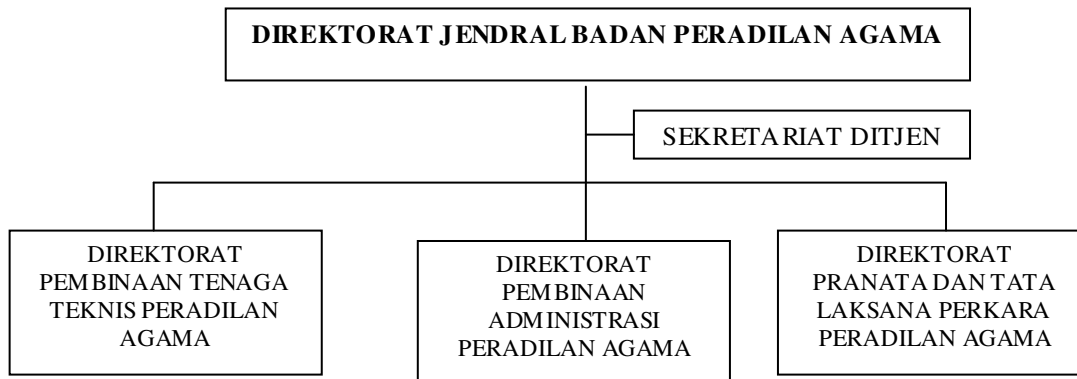 DIREKTORAT JENDRAL BADAN PERADILAN AGAMA
SEKRETARIAT DITJEN
DIREKTORAT
PEMBINAAN TENAGA
TEKNIS PERADILAN
AGAMA
DIREKTORAT
PEMBINAAN
ADMINISTRASI
PERADILAN AGAMA
DIREKTORAT
PRANATA DAN TATA
LAKSANA PERKARA
PERADILAN AGAMA